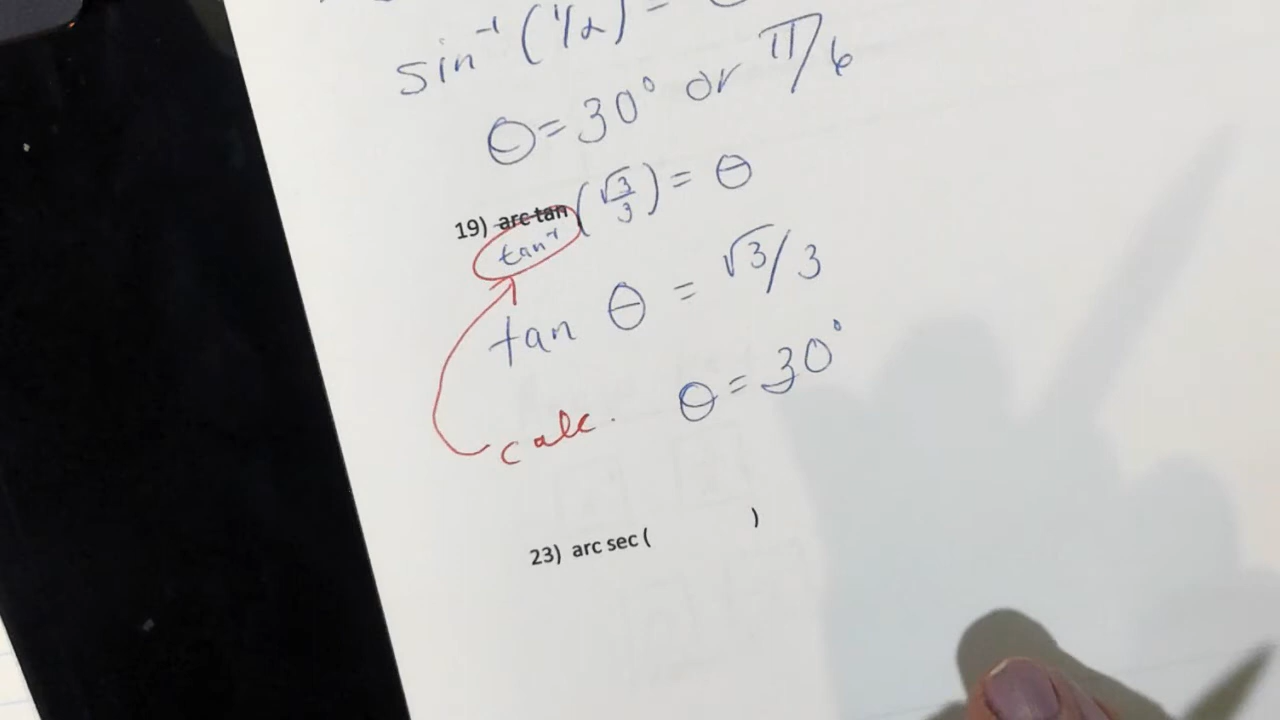 sin⁻¹ (1/2) =
θ = 30° or π/6
19) arc tan (√3/3) = θ
tan⁻¹
tan θ = √3/3
θ = 30°
calc.
23) arc sec ( )